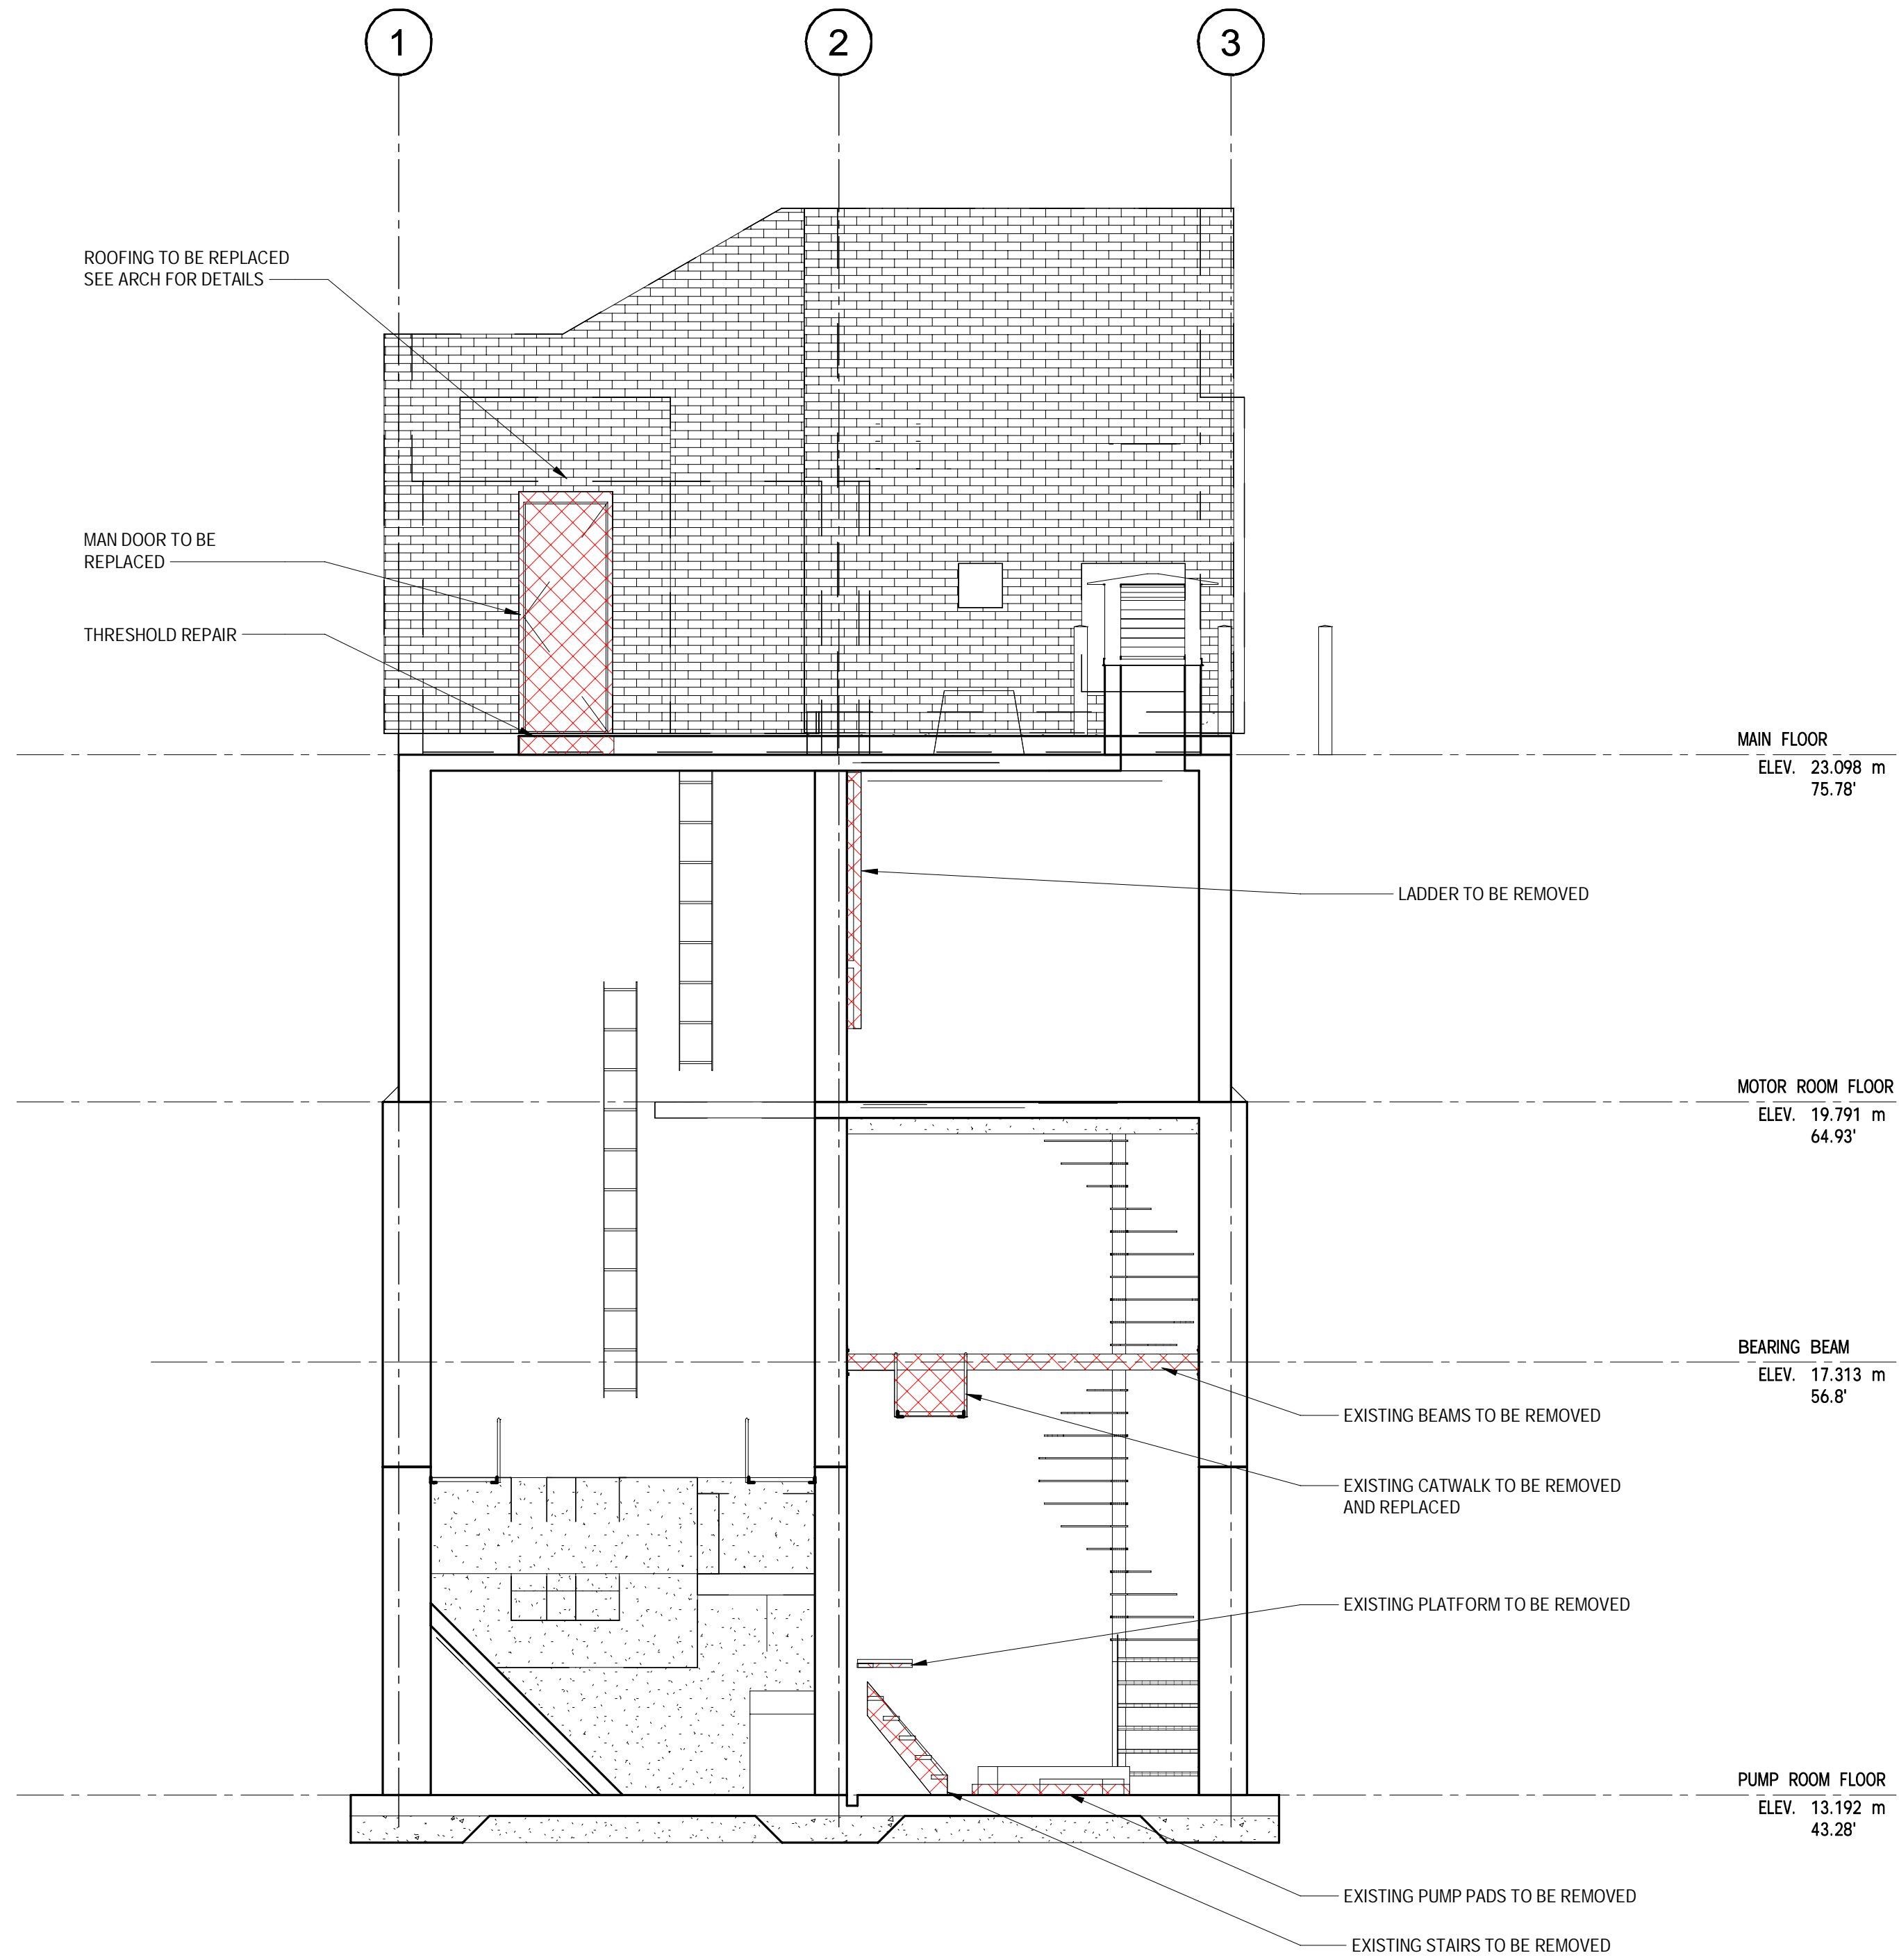 1
2
3
ROOFING TO BE REPLACED
SEE ARCH FOR DETAILS
MAN DOOR TO BE
REPLACED
THRESHOLD REPAIR
MAIN FLOOR
ELEV. 23.098 m
75.78'
LADDER TO BE REMOVED
MOTOR ROOM FLOOR
ELEV. 19.791 m
64.93'
BEARING BEAM
ELEV. 17.313 m
56.8'
EXISTING BEAMS TO BE REMOVED
EXISTING CATWALK TO BE REMOVED
AND REPLACED
EXISTING PLATFORM TO BE REMOVED
PUMP ROOM FLOOR
ELEV. 13.192 m
43.28'
EXISTING PUMP PADS TO BE REMOVED
EXISTING STAIRS TO BE REMOVED